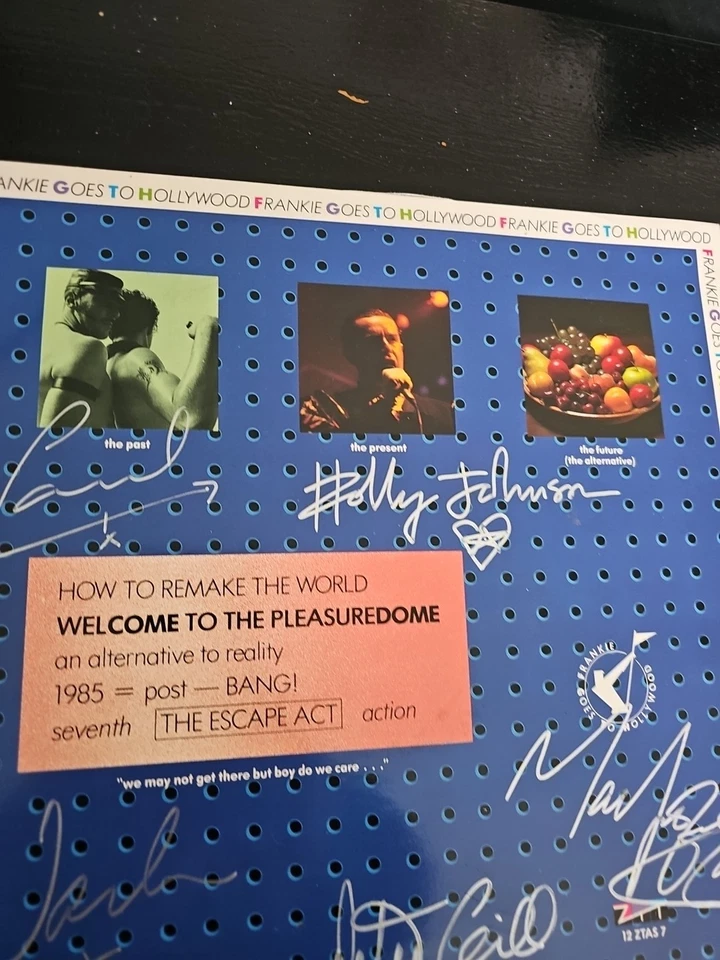 ANKIE GOES TO HOLLYWOOD FRANKIE GOES TO HOLLYWOOD FRANKIE GOES TO HOLLYWOOD
FRANKIE GOES
the past
the present
the future
(the alternative)
Holly Johnson
HOW TO REMAKE THE WORLD
WELCOME TO THE PLEASUREDOME
an alternative to reality
1985 = post — BANG!
seventh THE ESCAPE ACT action
"we may not get there but boy do we care . . ."
FRANKIE GOES TO HOLLYWOOD
ZTT
12 ZTAS 7